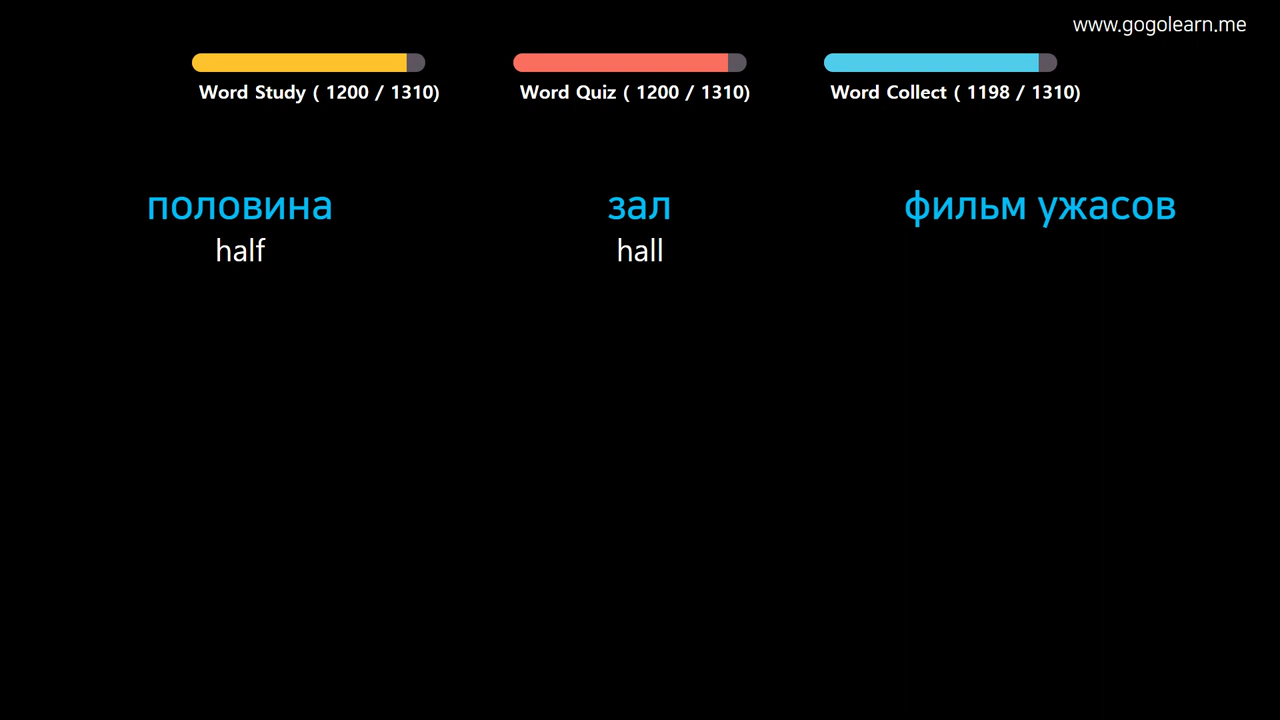 www.gogolearn.me
Word Study ( 1200 / 1310)
Word Quiz ( 1200 / 1310)
Word Collect ( 1198 / 1310)
половина
зал
фильм ужасов
half
hall